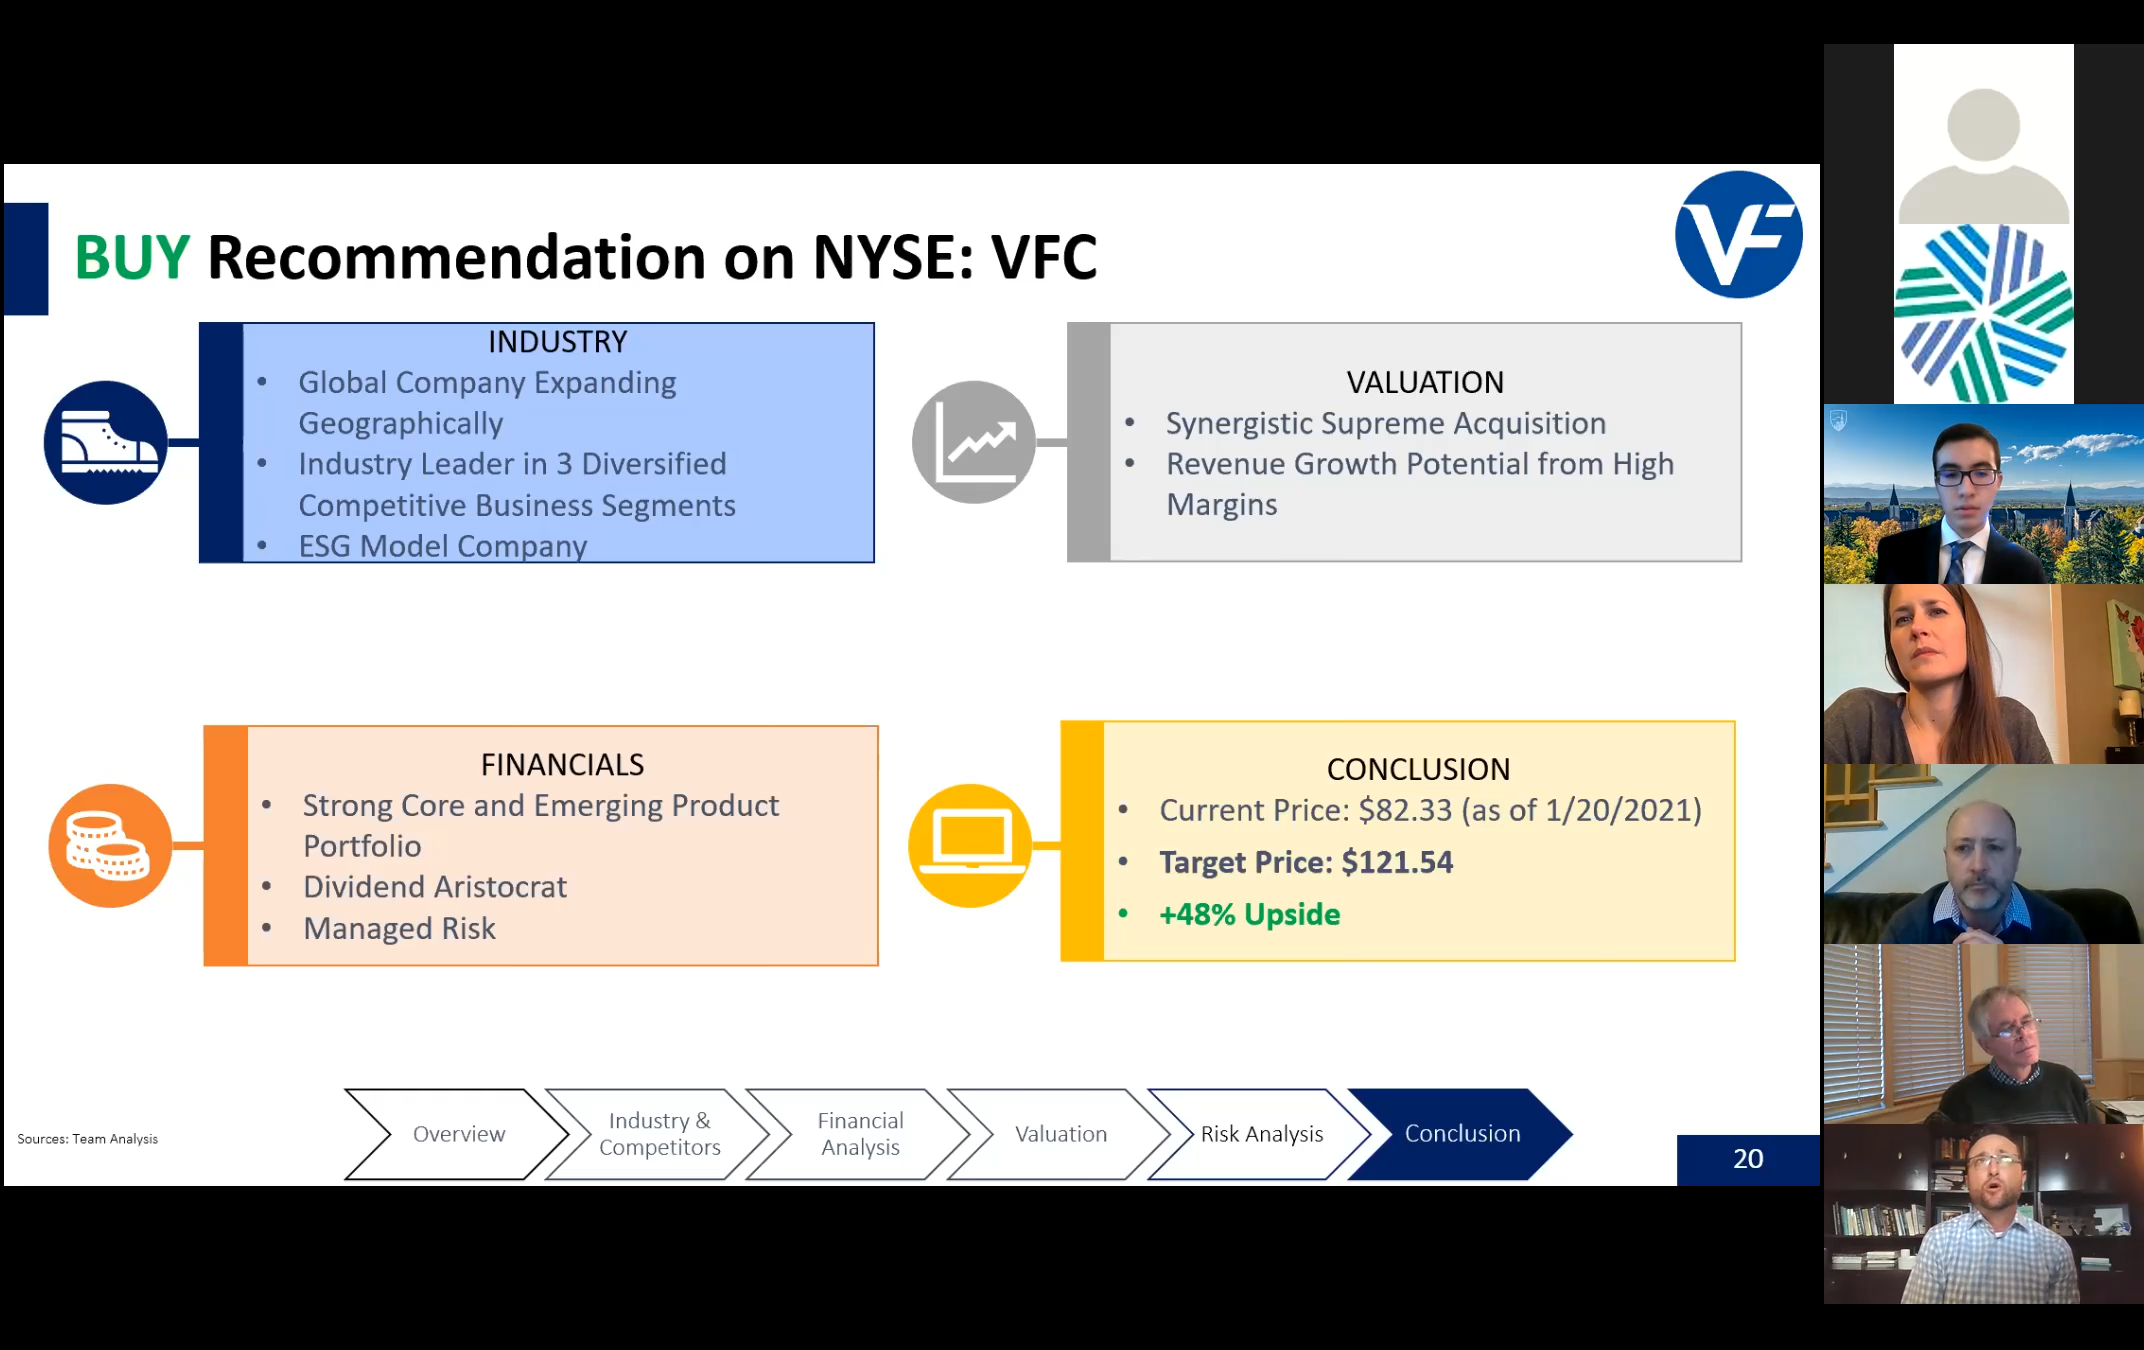 BUY Recommendation on NYSE: VFC
VF
INDUSTRY
• Global Company Expanding
Geographically
• Industry Leader in 3 Diversified
Competitive Business Segments
• ESG Model Company
VALUATION
• Synergistic Supreme Acquisition
• Revenue Growth Potential from High
Margins
FINANCIALS
• Strong Core and Emerging Product
Portfolio
• Dividend Aristocrat
• Managed Risk
CONCLUSION
• Current Price: $82.33 (as of 1/20/2021)
• Target Price: $121.54
• +48% Upside
Sources: Team Analysis
Overview
Industry &
Competitors
Financial
Analysis
Valuation
Risk Analysis
Conclusion
20